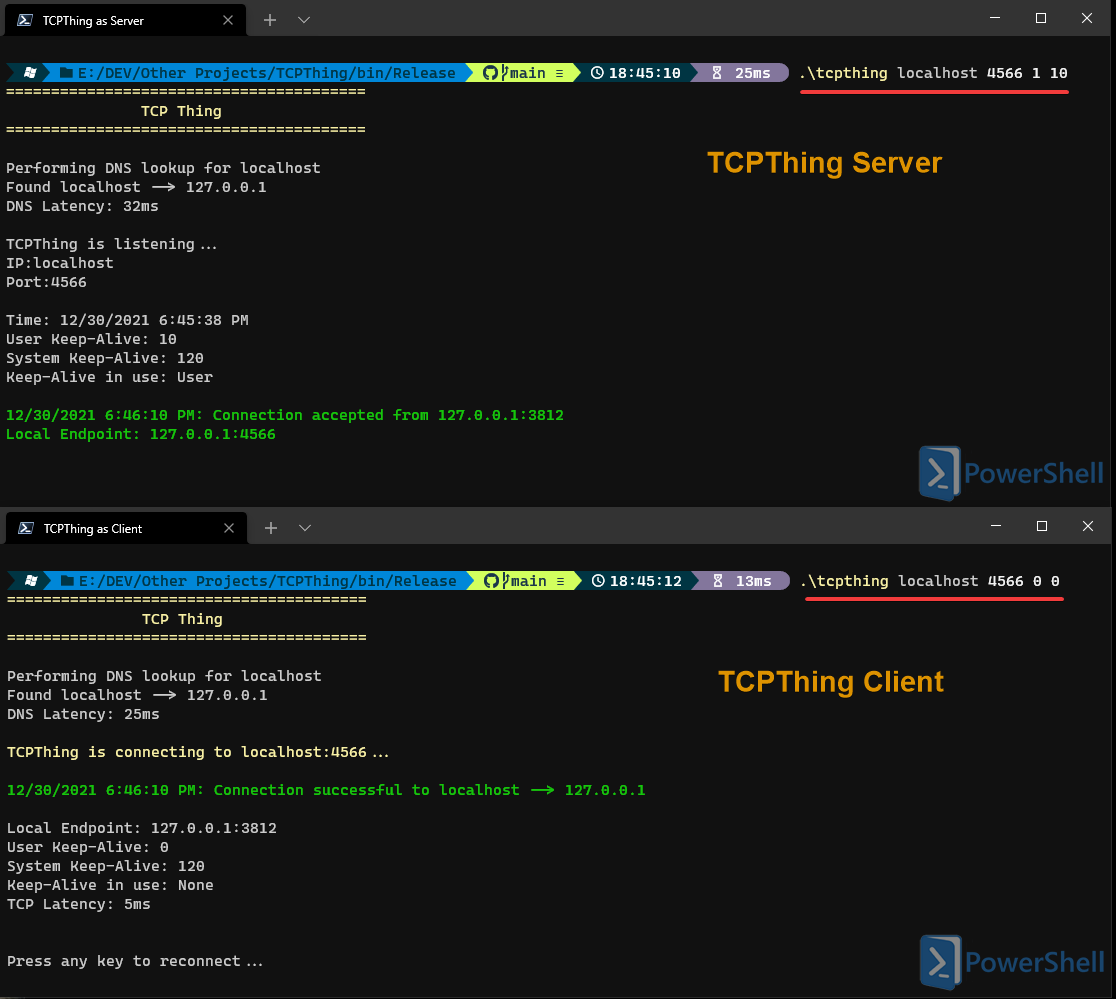 TCPThing as Server
E:/DEV/Other Projects/TCPThing/bin/Release main ≡ 18:45:10 25ms .\tcpthing localhost 4566 1 10
========================================
TCP Thing
========================================
TCPThing Server
Performing DNS lookup for localhost
Found localhost --> 127.0.0.1
DNS Latency: 32ms
TCPThing is listening...
IP:localhost
Port:4566
Time: 12/30/2021 6:45:38 PM
User Keep-Alive: 10
System Keep-Alive: 120
Keep-Alive in use: User
12/30/2021 6:46:10 PM: Connection accepted from 127.0.0.1:3812
Local Endpoint: 127.0.0.1:4566
PowerShell
TCPThing as Client
E:/DEV/Other Projects/TCPThing/bin/Release main ≡ 18:45:12 13ms .\tcpthing localhost 4566 0 0
========================================
TCP Thing
========================================
Performing DNS lookup for localhost
TCPThing Client
Found localhost --> 127.0.0.1
DNS Latency: 25ms
TCPThing is connecting to localhost:4566...
12/30/2021 6:46:10 PM: Connection successful to localhost --> 127.0.0.1
Local Endpoint: 127.0.0.1:3812
User Keep-Alive: 0
System Keep-Alive: 120
Keep-Alive in use: None
TCP Latency: 5ms
Press any key to reconnect...
PowerShell